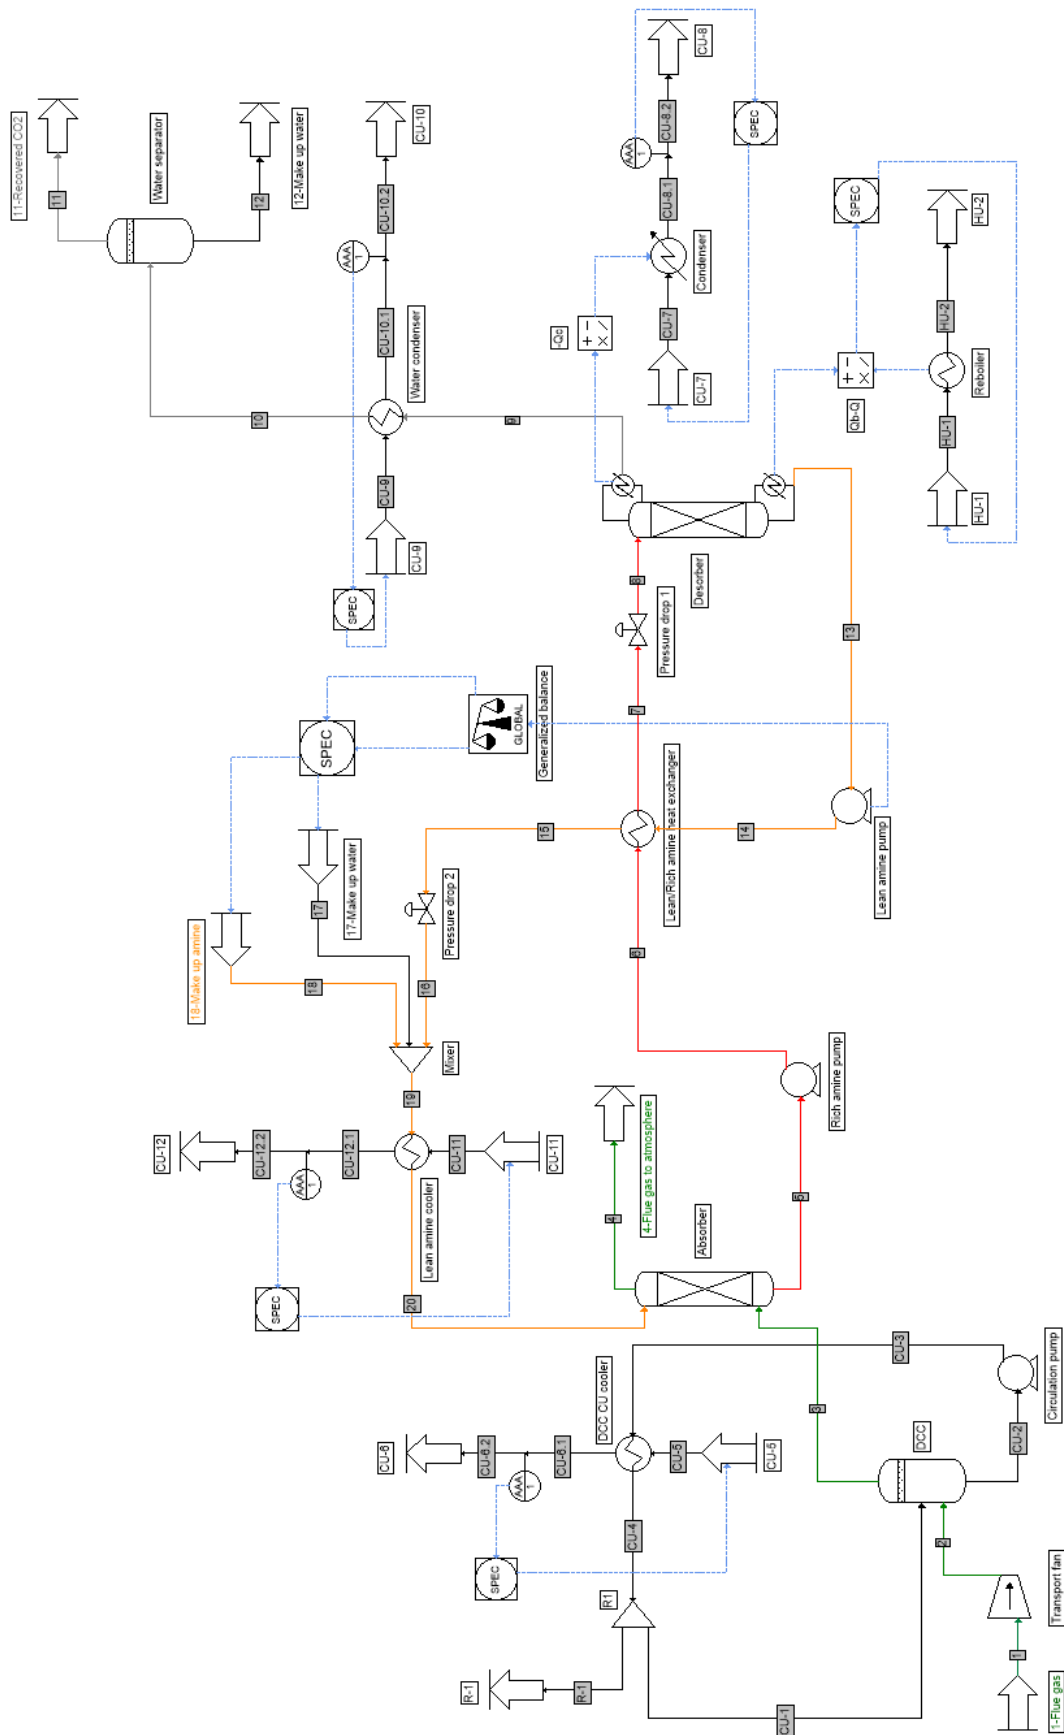 11-Recovered CO2
11
Water separator
CU-12
18-Make up amine
CU-12.2
10
12
SPEC
AAA
1
12-Make up water
18
17
SPEC
SPEC
AAA
1
CU-12.1
17-Make up water
CU-10.2
CU-10.1
CU-9
CU-6
19
20
Water condenser
CU-9
CU-10
16
Lean amine cooler
Mixer
Pressure drop 2
CU-11
R-1
CU-6.2
SPEC
AAA
1
GLOBAL
CU-11
9
R1
Generalized balance
15
-Qc
CU-6.1
R-1
DCC CU cooler
4
CU-4
6
7
8
AAA
1
4-Flue gas to atmosphere
Pressure drop 1
Lean/Rich amine heat exchanger
CU-5
CU-7
CU-8.1
CU-8.2
Absorber
Desorber
CU-7
Condenser
CU-8
14
SPEC
CU-5
CU-1
5
3
Rich amine pump
13
Qb-Q
SPEC
CU-3
Lean amine pump
DCC
2
HU-1
HU-2
CU-2
1
HU-1
Reboiler
HU-2
1-Flue gas
Transport fan
Circulation pump